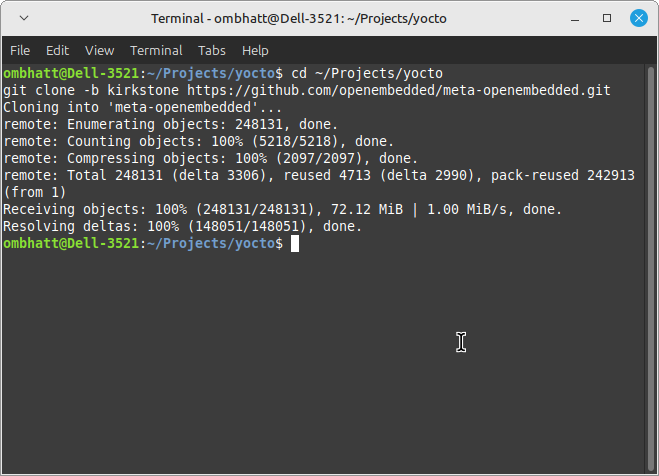 Terminal - ombhatt@Dell-3521: ~/Projects/yocto
File Edit View Terminal Tabs Help
ombhatt@Dell-3521:~/Projects/yocto$ cd ~/Projects/yocto
git clone -b kirkstone https://github.com/openembedded/meta-openembedded.git
Cloning into 'meta-openembedded'...
remote: Enumerating objects: 248131, done.
remote: Counting objects: 100% (5218/5218), done.
remote: Compressing objects: 100% (2097/2097), done.
remote: Total 248131 (delta 3306), reused 4713 (delta 2990), pack-reused 242913
(from 1)
Receiving objects: 100% (248131/248131), 72.12 MiB | 1.00 MiB/s, done.
Resolving deltas: 100% (148051/148051), done.
ombhatt@Dell-3521:~/Projects/yocto$